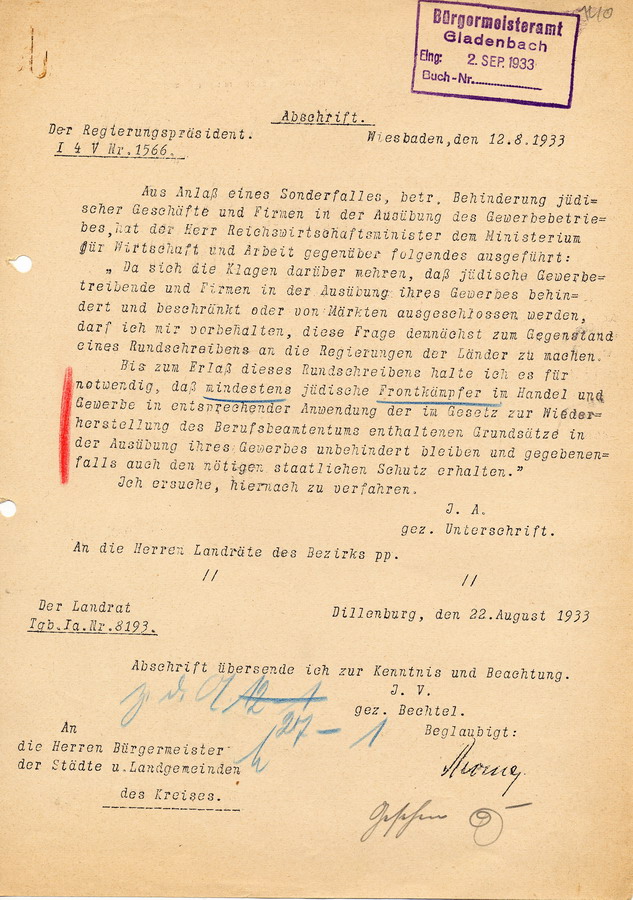 140
Bürgermeisteramt
Gladenbach
Eing: 2. SEP. 1933
Buch-Nr.
Abschrift.
Der Regierungspräsident.
Wiesbaden,den 12.8.1933
I 4 V Nr.1566.
Aus Anlaß eines Sonderfalles, betr. Behinderung jüdi=
scher Geschäfte und Firmen in der Ausübung des Gewerbebetrie=
bes,hat der Herr Reichswirtschaftsminister dem Ministerium
für Wirtschaft und Arbeit gegenüber folgendes ausgeführt:
„ Da sich die Klagen darüber mehren, daß jüdische Gewerbe=
treibende und Firmen in der Ausübung ihres Gewerbes behin=
dert und beschränkt oder von Märkten ausgeschlossen werden,
darf ich mir vorbehalten, diese Frage demnächst zum Gegenstand
eines Rundschreibens an die Regierungen der Länder zu machen.
Bis zum Erlaß dieses Rundschreibens halte ich es für
notwendig, daß mindestens jüdische Frontkämpfer im Handel und
Gewerbe in entsprechender Anwendung der im Gesetz zur Wieder=
herstellung des Berufsbeamtentums enthaltenen Grundsätze in
der Ausübung ihres Gewerbes unbehindert bleiben und gegebenen=
falls auch den nötigen staatlichen Schutz erhalten.”
Ich ersuche, hiernach zu verfahren.
J. A.
gez. Unterschrift.
An die Herren Landräte des Bezirks pp.
// //
Der Landrat
Dillenburg, den 22.August 1933
Tgb.Ia.Nr.8193.
Abschrift übersende ich zur Kenntnis und Beachtung.
J. V.
gez. Bechtel.
An
Beglaubigt:
die Herren Bürgermeister
der Städte u.Landgemeinden
des Kreises.
Gesehen